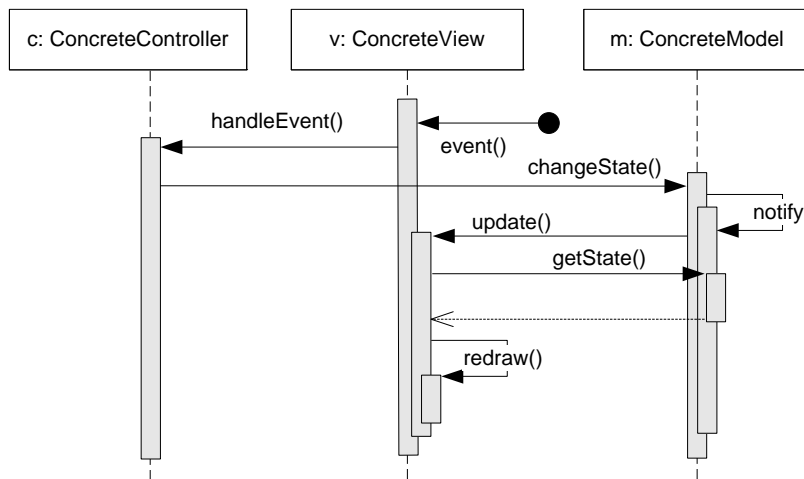 c: ConcreteController
v: ConcreteView
m: ConcreteModel
handleEvent()
event()
changeState()
notify
update()
getState()
redraw()